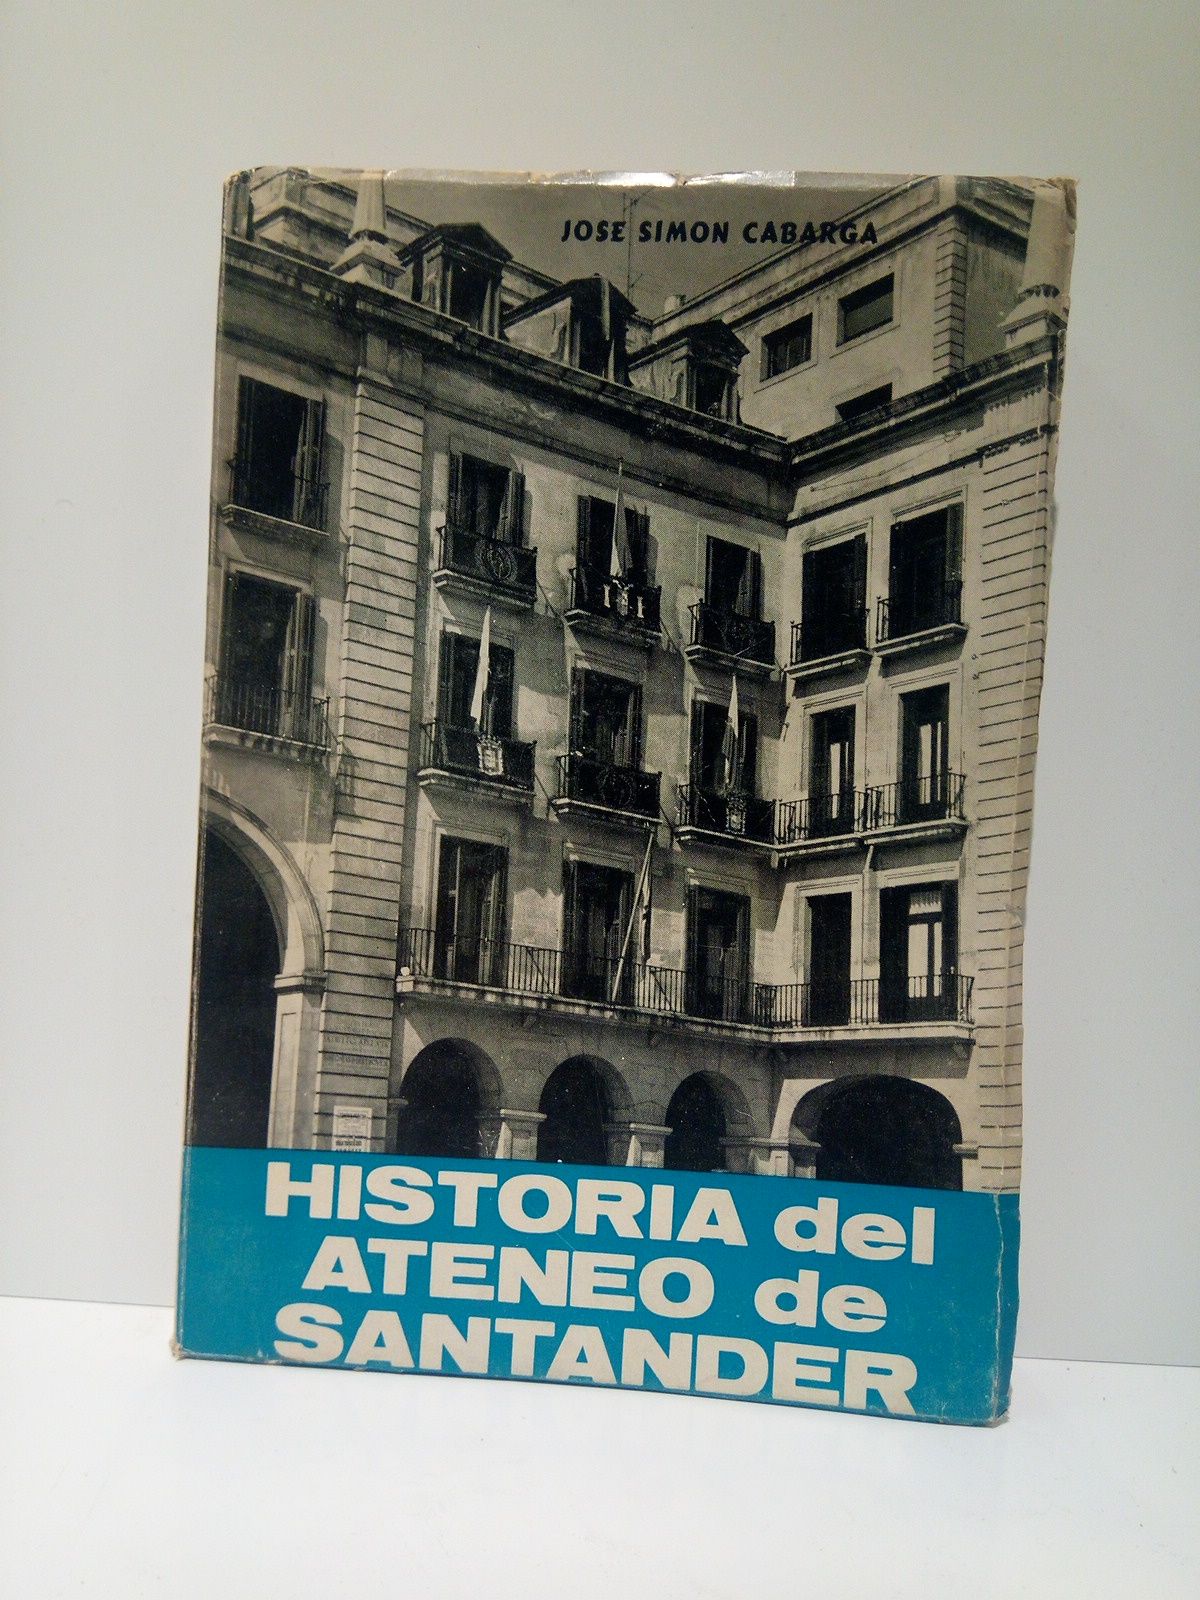 JOSE SIMON CABARGA
HISTORIA del
ATENEO de
SANTANDER